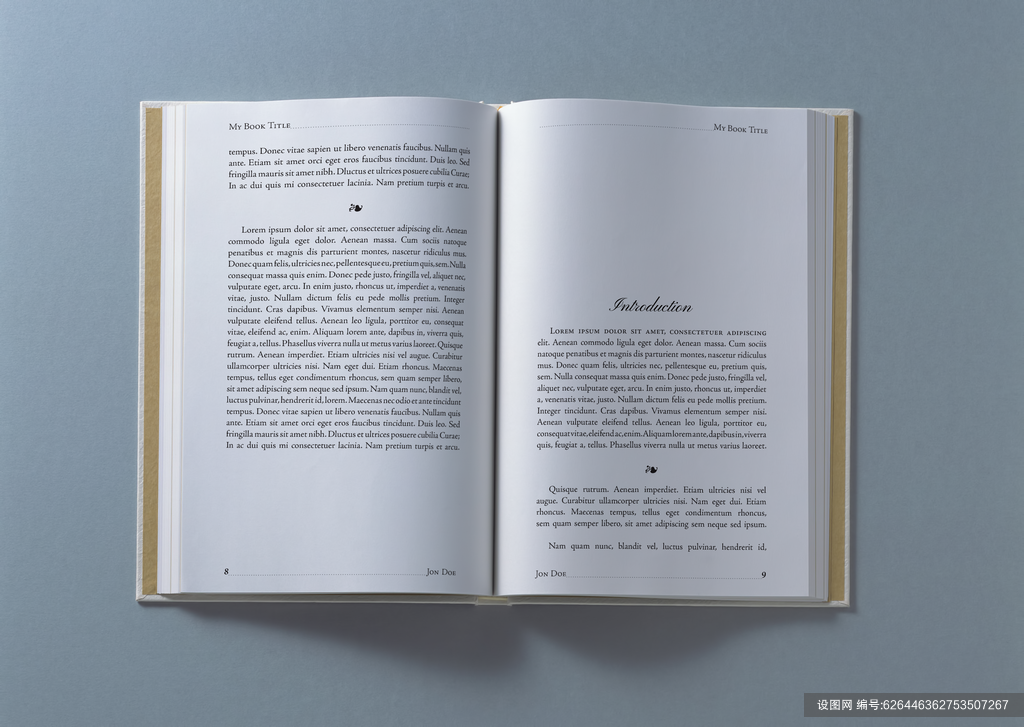 My Book Title
tempus. Donec vitae sapien ut libero venenatis faucibus. Nullam quis
ante. Etiam sit amet orci eget eros faucibus tincidunt. Duis leo. Sed
fringilla mauris sit amet nibh. DIuctus et ultrices posuere cubilia Curae;
In ac dui quis mi consectetuer lacinia. Nam pretium turpis et arcu.
Lorem ipsum dolor sit amet, consectetuer adipiscing elit. Aenean
commodo ligula eget dolor. Aenean massa. Cum sociis natoque
penatibus et magnis dis parturient montes, nascetur ridiculus mus.
Donec quam felis, ultricies nec, pellentesque eu, pretium quis, sem. Nulla
consequat massa quis enim. Donec pede justo, fringilla vel, aliquet nec,
vulputate eget, arcu. In enim justo, rhoncus ut, imperdiet a, venenatis
vitae, justo. Nullam dictum felis eu pede mollis pretium. Integer
tincidunt. Cras dapibus. Vivamus elementum semper nisi. Aenean
vulputate eleifend tellus. Aenean leo ligula, porttitor eu, consequat
vitae, eleifend ac, enim. Aliquam lorem ante, dapibus in, viverra quis,
feugiat a, tellus. Phasellus viverra nulla ut metus varius laoreet. Quisque
rutrum. Aenean imperdiet. Etiam ultricies nisi vel augue. Curabitur
ullamcorper ultricies nisi. Nam eget dui. Etiam rhoncus. Maecenas
tempus, tellus eget condimentum rhoncus, sem quam semper libero,
sit amet adipiscing sem neque sed ipsum. Nam quam nunc, blandit vel,
luctus pulvinar, hendrerit id, lorem. Maecenas nec odio et ante tincidunt
tempus. Donec vitae sapien ut libero venenatis faucibus. Nullam quis
ante. Etiam sit amet orci eget eros faucibus tincidunt. Duis leo. Sed
fringilla mauris sit amet nibh. DIuctus et ultrices posuere cubilia Curae;
In ac dui quis mi consectetuer lacinia. Nam pretium turpis et arcu.
8 Jon Doe
My Book Title
Introduction
Lorem ipsum dolor sit amet, consectetuer adipiscing
elit. Aenean commodo ligula eget dolor. Aenean massa. Cum sociis
natoque penatibus et magnis dis parturient montes, nascetur ridiculus
mus. Donec quam felis, ultricies nec, pellentesque eu, pretium quis,
sem. Nulla consequat massa quis enim. Donec pede justo, fringilla vel,
aliquet nec, vulputate eget, arcu. In enim justo, rhoncus ut, imperdiet
a, venenatis vitae, justo. Nullam dictum felis eu pede mollis pretium.
Integer tincidunt. Cras dapibus. Vivamus elementum semper nisi.
Aenean vulputate eleifend tellus. Aenean leo ligula, porttitor eu,
consequat vitae, eleifend ac, enim. Aliquam lorem ante, dapibus in, viverra
quis, feugiat a, tellus. Phasellus viverra nulla ut metus varius laoreet.
Quisque rutrum. Aenean imperdiet. Etiam ultricies nisi vel
augue. Curabitur ullamcorper ultricies nisi. Nam eget dui. Etiam
rhoncus. Maecenas tempus, tellus eget condimentum rhoncus,
sem quam semper libero, sit amet adipiscing sem neque sed ipsum.
Nam quam nunc, blandit vel, luctus pulvinar, hendrerit id,
Jon Doe 9
设图网 编号:626446362753507267